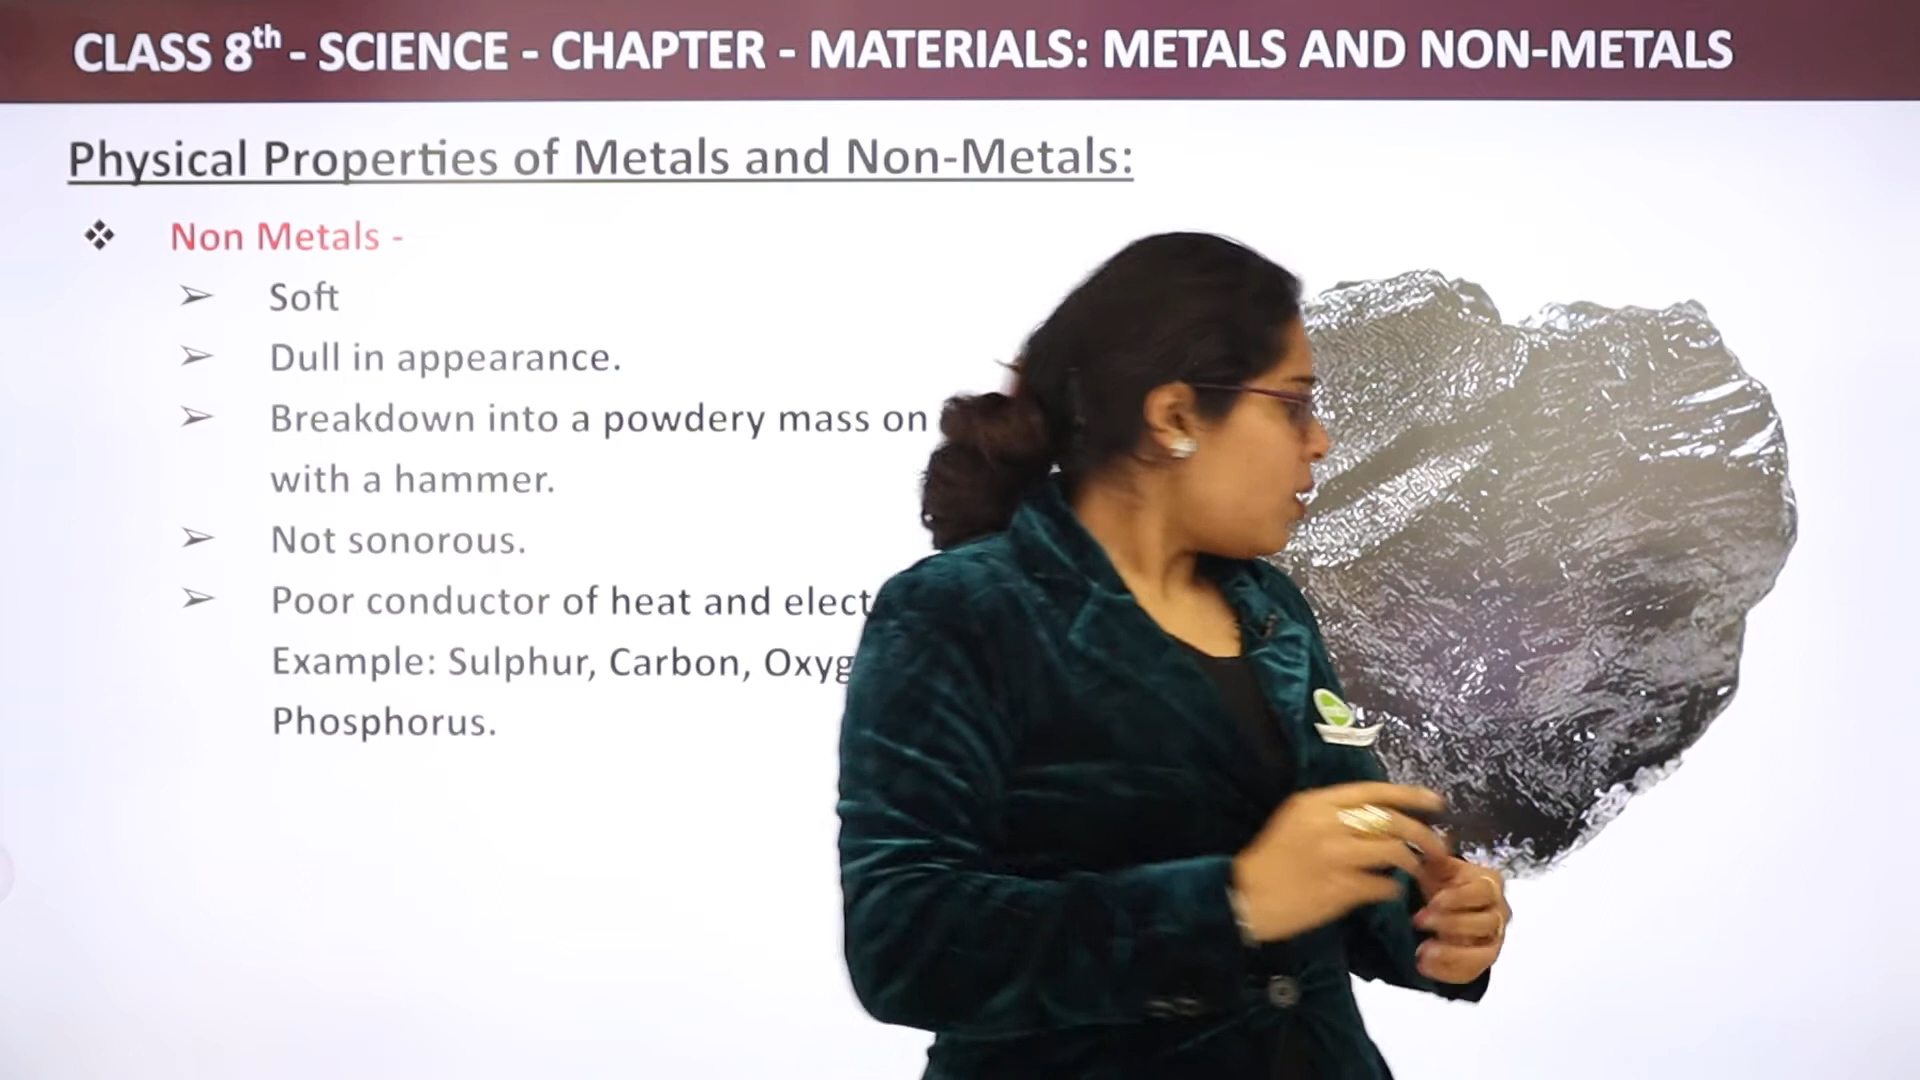 CLASS 8th - SCIENCE - CHAPTER - MATERIALS: METALS AND NON-METALS
Physical Properties of Metals and Non-Metals:
❖ Non Metals -
➢ Soft
➢ Dull in appearance.
➢ Breakdown into a powdery mass on
with a hammer.
➢ Not sonorous.
➢ Poor conductor of heat and
Example: Sulphur, Carbon,
Phosphorus.